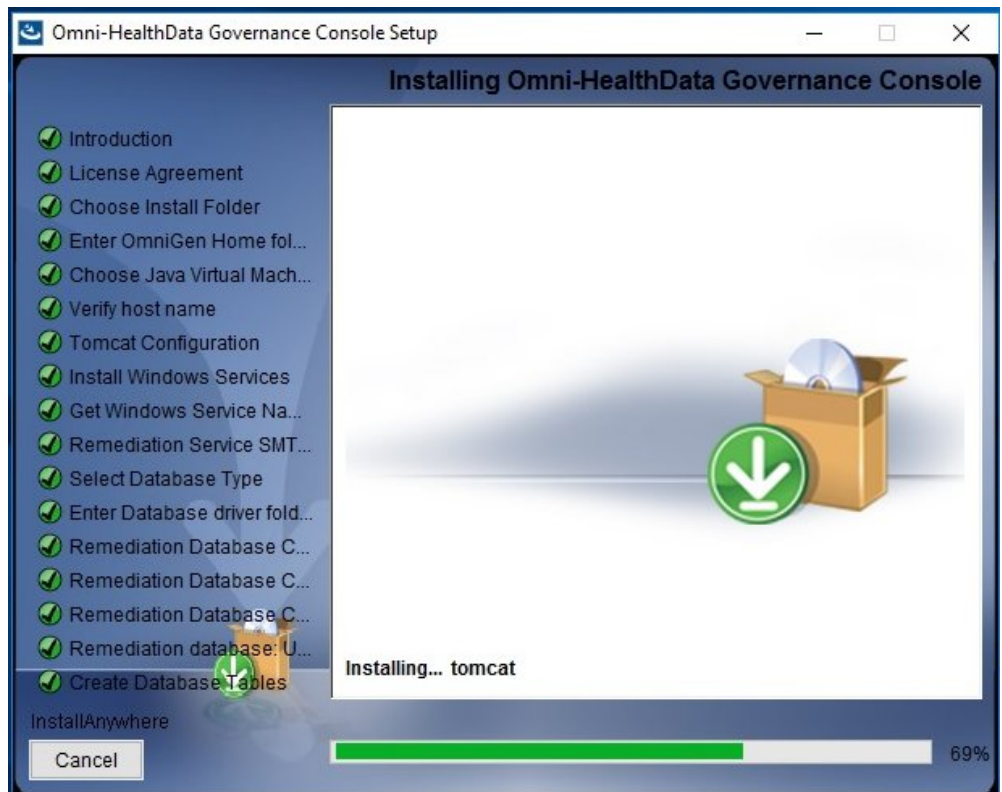 Omni-HealthData Governance Console Setup
Installing Omni-HealthData Governance Console
Introduction
License Agreement
Choose Install Folder
Enter OmniGen Home fol...
Choose Java Virtual Mach...
Verify host name
Tomcat Configuration
Install Windows Services
Get Windows Service Na...
Remediation Service SMT...
Select Database Type
Enter Database driver fold...
Remediation Database C...
Remediation Database C...
Remediation Database C...
Remediation database: U...
Create Database Tables
Installing... tomcat
InstallAnywhere
Cancel
69%